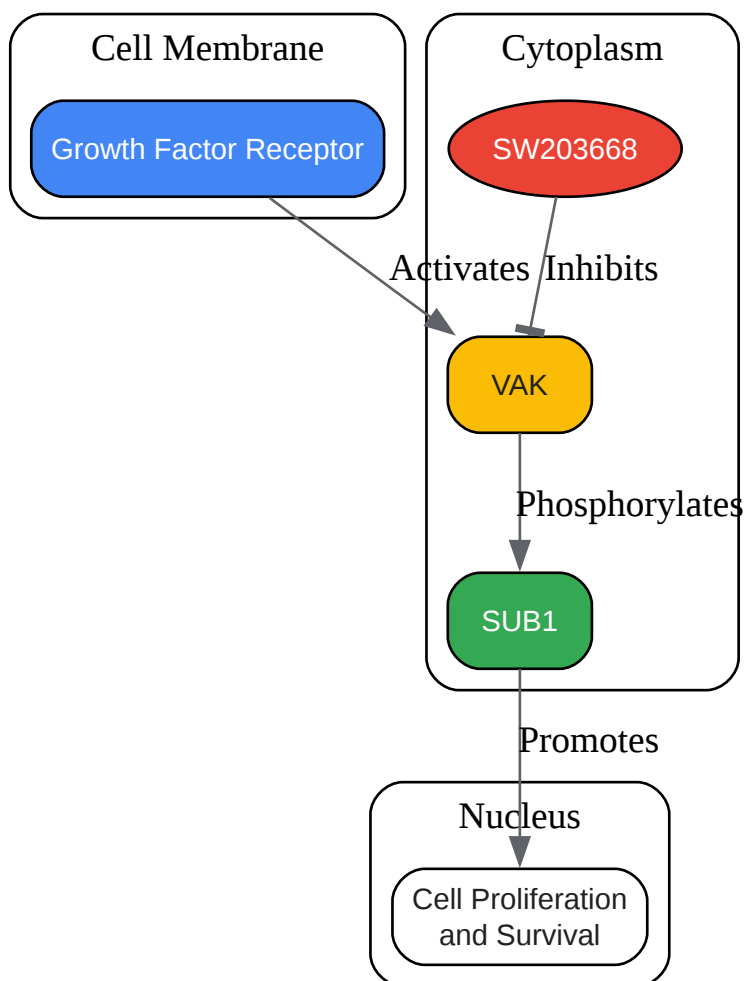 Cell Membrane
Cytoplasm
Growth Factor Receptor
SW203668
Activates
Inhibits
VAK
Phosphorylates
SUB1
Promotes
Nucleus
Cell Proliferation
and Survival